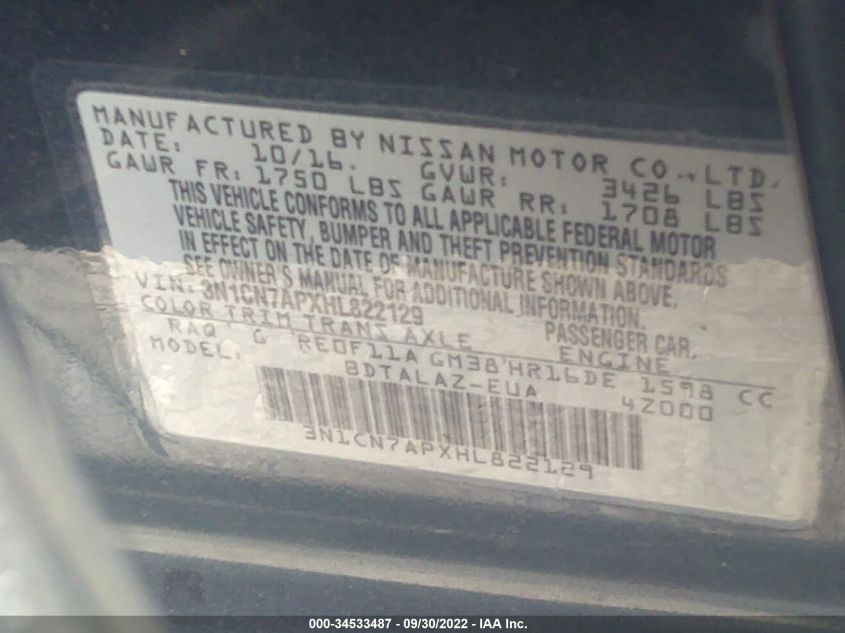 MANUFACTURED BY NISSAN MOTOR CO., LTD.
DATE: 10/16. GVWR: 3426 LBS
GAWR FR: 1750 LBS GAWR RR: 1708 LBS
THIS VEHICLE CONFORMS TO ALL APPLICABLE FEDERAL MOTOR
VEHICLE SAFETY, BUMPER AND THEFT PREVENTION STANDARDS
IN EFFECT ON THE DATE OF MANUFACTURE SHOWN ABOVE.
SEE OWNER'S MANUAL FOR ADDITIONAL INFORMATION.
VIN: 3N1CN7APXHL822129 PASSENGER CAR.
COLOR TRIM TRANS AXLE ENGINE
RAQ G RE0F11A GM38 HR16DE 1598 CC
MODEL: BDTALAZ-EUA 4Z000
3N1CN7APXHL822129
000-34533487 - 09/30/2022 - IAA Inc.